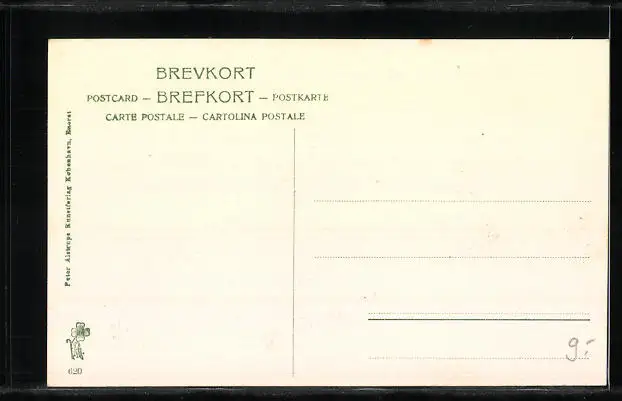 BREVKORT
POSTCARD – BREFKORT – POSTKARTE
CARTE POSTALE – CARTOLINA POSTALE
Peter Alstrups Kunstforlag København, Eneret
620
9.-